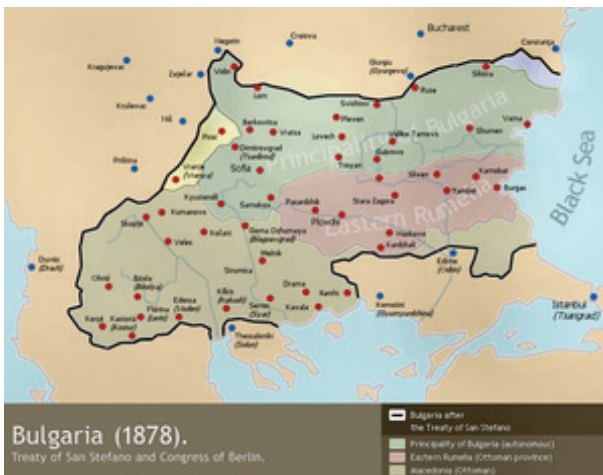 Craiova
Bucharest
Constanța
Negotin
Kragujevac
Zaječar
Vidin
Giurgiu
(Gyurgevo)
Silistra
Lom
Ruse
Kruševac
Svishtov
Niš
Pirot
Berkovitsa
Pleven
Varna
Vratsa
Lovech
Veliko Tarnovo
Shumen
Dimitrovgrad
(Tsaribrod)
Principality of Bulgaria
Priština
Vranje
(Vranya)
Sofia
Troyan
Gabrovo
Sliven
Karnobat
Black Sea
Kyustendil
Samokov
Pazardzhik
Stara Zagora
Yambol
Burgas
Eastern Rumelia
Skopje
Kumanovo
Plovdiv
Veles
Kočani
Gorna Dzhumaya
(Blagoevgrad)
Haskovo
Kardzhali
Durrës
(Drach)
Melnik
Edirne
(Odrin)
Ohrid
Bitola
(Bitolya)
Strumica
Drama
Xanthi
Istanbul
(Tsarigrad)
Florina
(Lerin)
Edessa
(Voden)
Kilkis
(Kukush)
Serres
(Syar)
Kavala
Komotini
(Gyumyurdzhina)
Korçë
Kastoria
(Kostur)
Thessaloniki
(Solun)
Bulgaria (1878).
Treaty of San Stefano and Congress of Berlin.
Bulgaria after
the Treaty of San Stefano
Principality of Bulgaria (autonomous)
Eastern Rumelia (Ottoman province)
Macedonia (Ottoman)